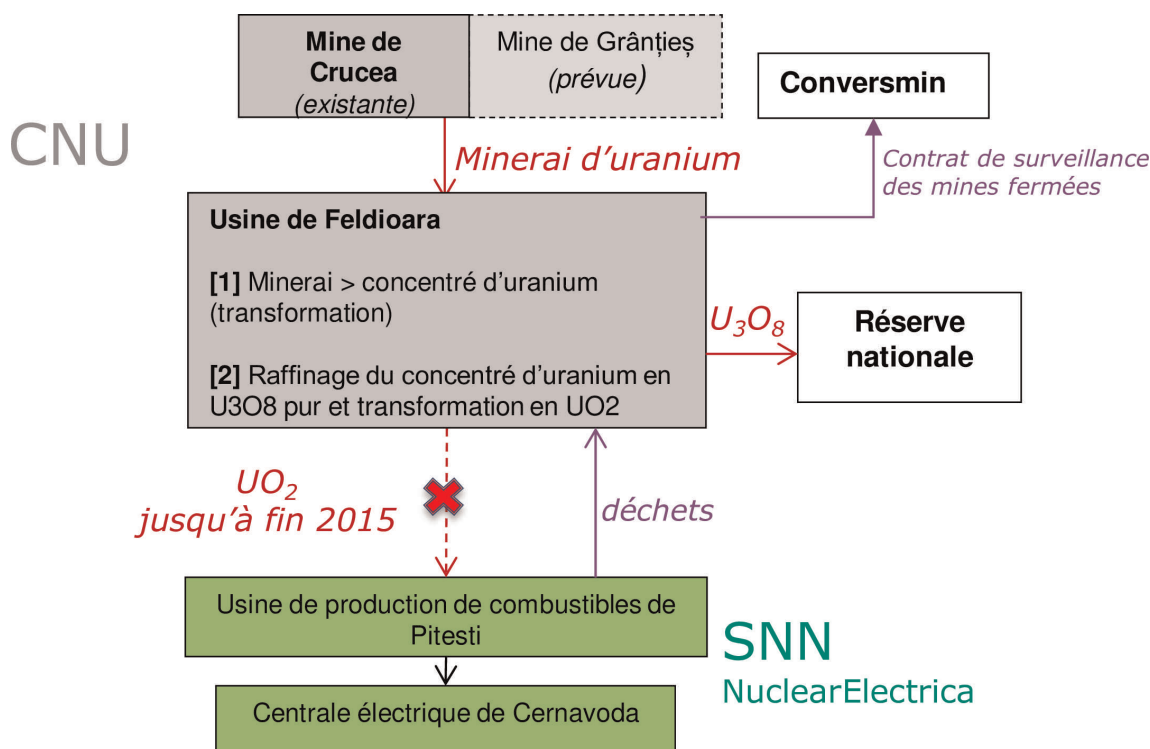 Mine de
Crucea
(existante)
Mine de Grânțieș
(prévue)
Conversmin
CNU
Minerai d'uranium
Contrat de surveillance
des mines fermées
Usine de Feldioara
[1] Minerai > concentré d'uranium
(transformation)
[2] Raffinage du concentré d'uranium en
U3O8 pur et transformation en UO2
U₃O₈
Réserve
nationale
UO₂
jusqu'à fin 2015
déchets
Usine de production de combustibles de
Pitesti
SNN
NuclearElectrica
Centrale électrique de Cernavoda